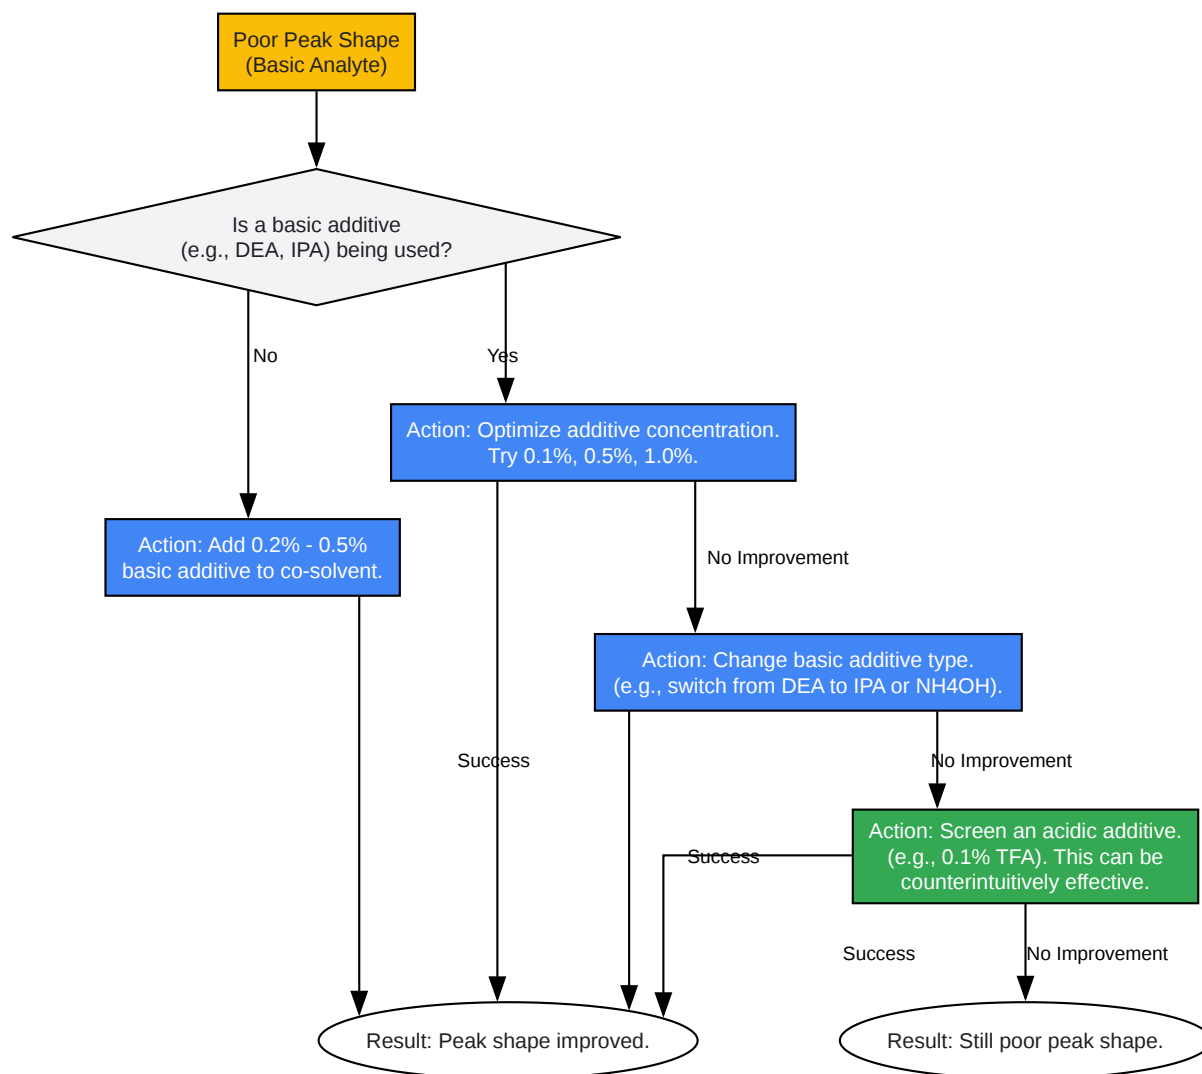 Poor Peak Shape
(Basic Analyte)
Is a basic additive
(e.g., DEA, IPA) being used?
No
Yes
Action: Optimize additive concentration.
Try 0.1%, 0.5%, 1.0%.
Action: Add 0.2% - 0.5%
basic additive to co-solvent.
No Improvement
Action: Change basic additive type.
(e.g., switch from DEA to IPA or NH4OH).
Success
No Improvement
Action: Screen an acidic additive.
(e.g., 0.1% TFA). This can be
counterintuitively effective.
Success
Success
No Improvement
Result: Peak shape improved.
Result: Still poor peak shape.